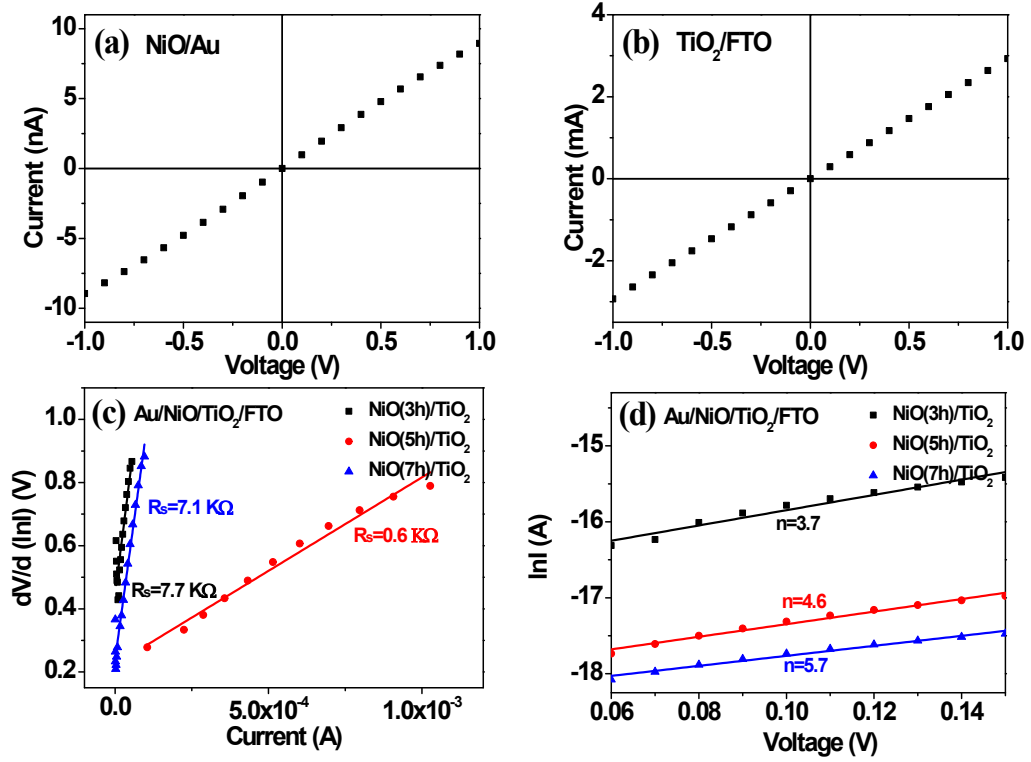 (a) NiO/Au
Current (nA)
10
5
0
-5
-10
-1.0 -0.5 0.0 0.5 1.0
Voltage (V)
(b) TiO₂/FTO
Current (mA)
4
2
0
-2
-1.0 -0.5 0.0 0.5 1.0
Voltage (V)
(c) Au/NiO/TiO₂/FTO
NiO(3h)/TiO₂
NiO(5h)/TiO₂
NiO(7h)/TiO₂
dV/d (lnI) (V)
1.0
0.8
0.6
0.4
0.2
Rs=7.1 KΩ
Rs=0.6 KΩ
Rs=7.7 KΩ
0.0 5.0x10⁻⁴ 1.0x10⁻³
Current (A)
(d) Au/NiO/TiO₂/FTO
NiO(3h)/TiO₂
NiO(5h)/TiO₂
NiO(7h)/TiO₂
lnI (A)
-15
-16
-17
-18
n=3.7
n=4.6
n=5.7
0.06 0.08 0.10 0.12 0.14
Voltage (V)